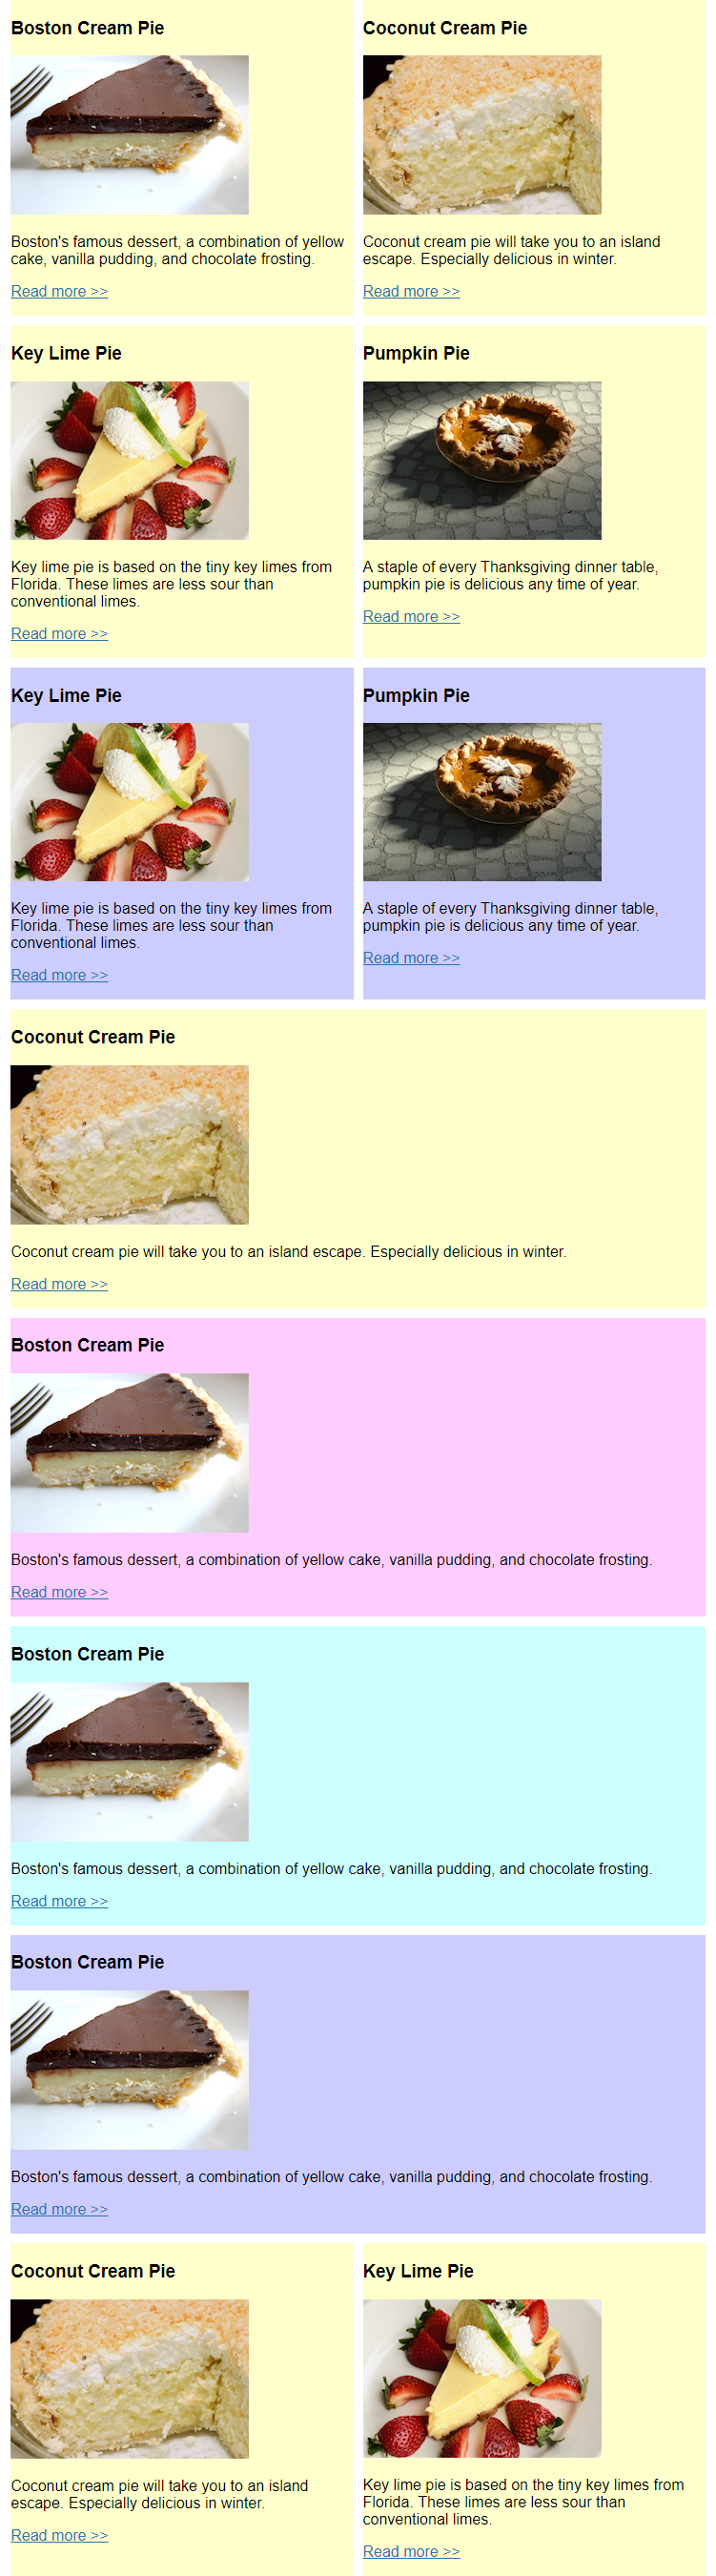 Boston Cream Pie
Boston's famous dessert, a combination of yellow
cake, vanilla pudding, and chocolate frosting.
Read more >>
Coconut Cream Pie
Coconut cream pie will take you to an island
escape. Especially delicious in winter.
Read more >>
Key Lime Pie
Key lime pie is based on the tiny key limes from
Florida. These limes are less sour than
conventional limes.
Read more >>
Pumpkin Pie
A staple of every Thanksgiving dinner table,
pumpkin pie is delicious any time of year.
Read more >>
Key Lime Pie
Key lime pie is based on the tiny key limes from
Florida. These limes are less sour than
conventional limes.
Read more >>
Pumpkin Pie
A staple of every Thanksgiving dinner table,
pumpkin pie is delicious any time of year.
Read more >>
Coconut Cream Pie
Coconut cream pie will take you to an island escape. Especially delicious in winter.
Read more >>
Boston Cream Pie
Boston's famous dessert, a combination of yellow cake, vanilla pudding, and chocolate frosting.
Read more >>
Boston Cream Pie
Boston's famous dessert, a combination of yellow cake, vanilla pudding, and chocolate frosting.
Read more >>
Boston Cream Pie
Boston's famous dessert, a combination of yellow cake, vanilla pudding, and chocolate frosting.
Read more >>
Coconut Cream Pie
Coconut cream pie will take you to an island
escape. Especially delicious in winter.
Read more >>
Key Lime Pie
Key lime pie is based on the tiny key limes from
Florida. These limes are less sour than
conventional limes.
Read more >>